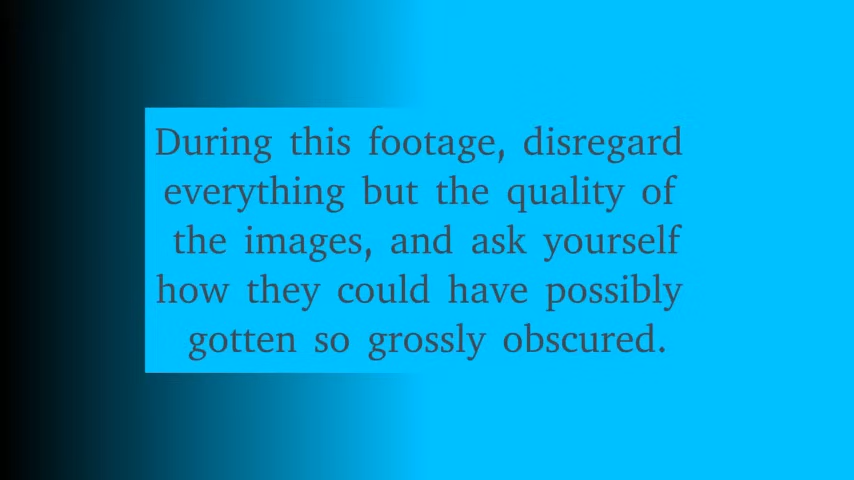 During this footage, disregard
everything but the quality of
the images, and ask yourself
how they could have possibly
gotten so grossly obscured.